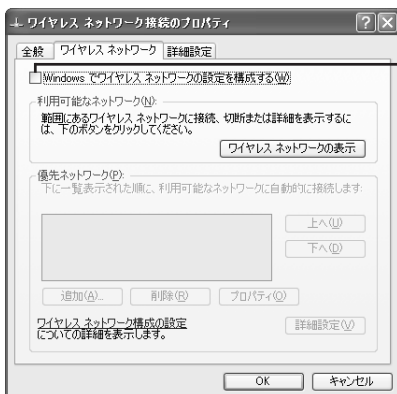 ワイヤレス ネットワーク接続のプロパティ
全般 ワイヤレス ネットワーク 詳細設定
Windows でワイヤレス ネットワークの設定を構成する(W)
利用可能なネットワーク(N):
範囲にあるワイヤレス ネットワークに接続、切断または詳細を表示するに
は、下のボタンをクリックしてください。
ワイヤレス ネットワークの表示
優先ネットワーク(P):
下に一覧表示された順に、利用可能なネットワークに自動的に接続します:
上へ(U)
下へ(D)
追加(A)... 削除(R) プロパティ(O)
ワイヤレス ネットワーク構成の設定
についての詳細を表示します。
詳細設定(V)
OK キャンセル